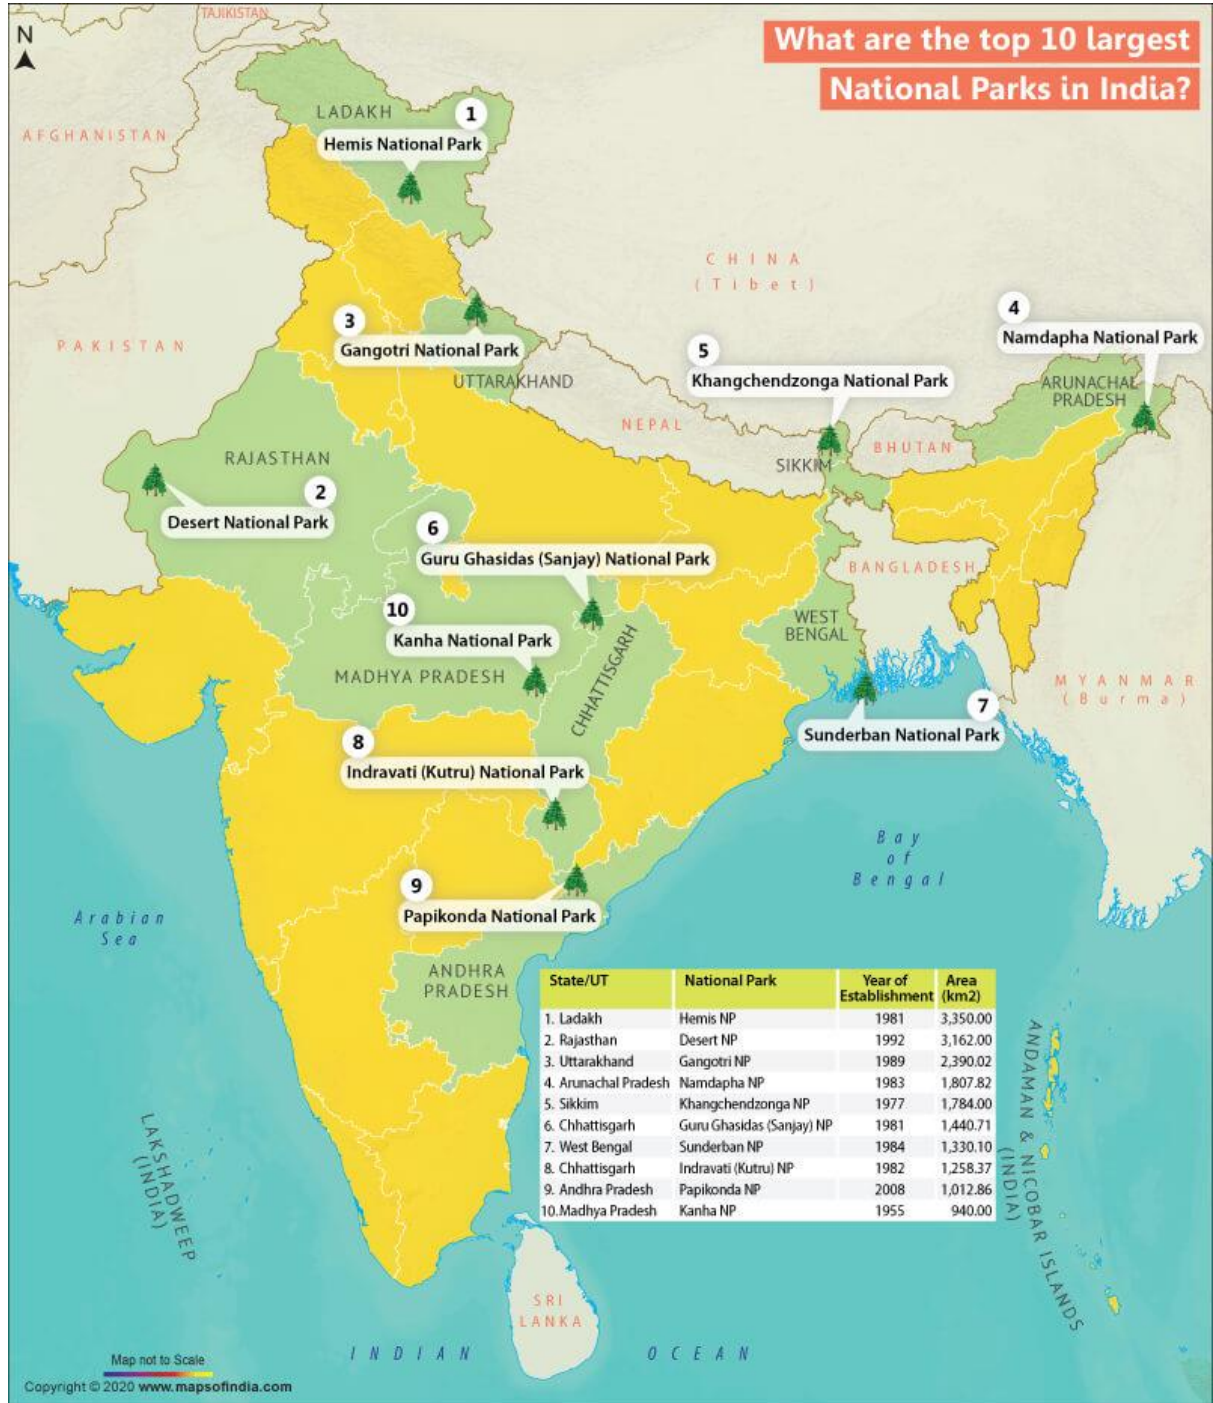 What are the top 10 largest
National Parks in India?
N
TAJIKISTAN
AFGHANISTAN
LADAKH
1
Hemis National Park
CHINA
(Tibet)
PAKISTAN
3
Gangotri National Park
UTTARAKHAND
4
Namdapha National Park
ARUNACHAL
PRADESH
5
Khangchendzonga National Park
NEPAL
BHUTAN
SIKKIM
RAJASTHAN
2
Desert National Park
6
Guru Ghasidas (Sanjay) National Park
BANGLADESH
10
Kanha National Park
WEST
BENGAL
MADHYA PRADESH
CHHATTISGARH
MYANMAR
(Burma)
7
Sunderban National Park
8
Indravati (Kutru) National Park
Bay
of
Bengal
9
Papikonda National Park
Arabian
Sea
ANDHRA
PRADESH
State/UT National Park Year of Establishment Area (km2)
1. Ladakh Hemis NP 1981 3,350.00
2. Rajasthan Desert NP 1992 3,162.00
3. Uttarakhand Gangotri NP 1989 2,390.02
4. Arunachal Pradesh Namdapha NP 1983 1,807.82
5. Sikkim Khangchendzonga NP 1977 1,784.00
6. Chhattisgarh Guru Ghasidas (Sanjay) NP 1981 1,440.71
7. West Bengal Sunderban NP 1984 1,330.10
8. Chhattisgarh Indravati (Kutru) NP 1982 1,258.37
9. Andhra Pradesh Papikonda NP 2008 1,012.86
10.Madhya Pradesh Kanha NP 1955 940.00
ANDAMAN & NICOBAR ISLANDS
(INDIA)
LAKSHADWEEP
(INDIA)
SRI
LANKA
INDIAN OCEAN
Map not to Scale
Copyright © 2020 www.mapsofindia.com